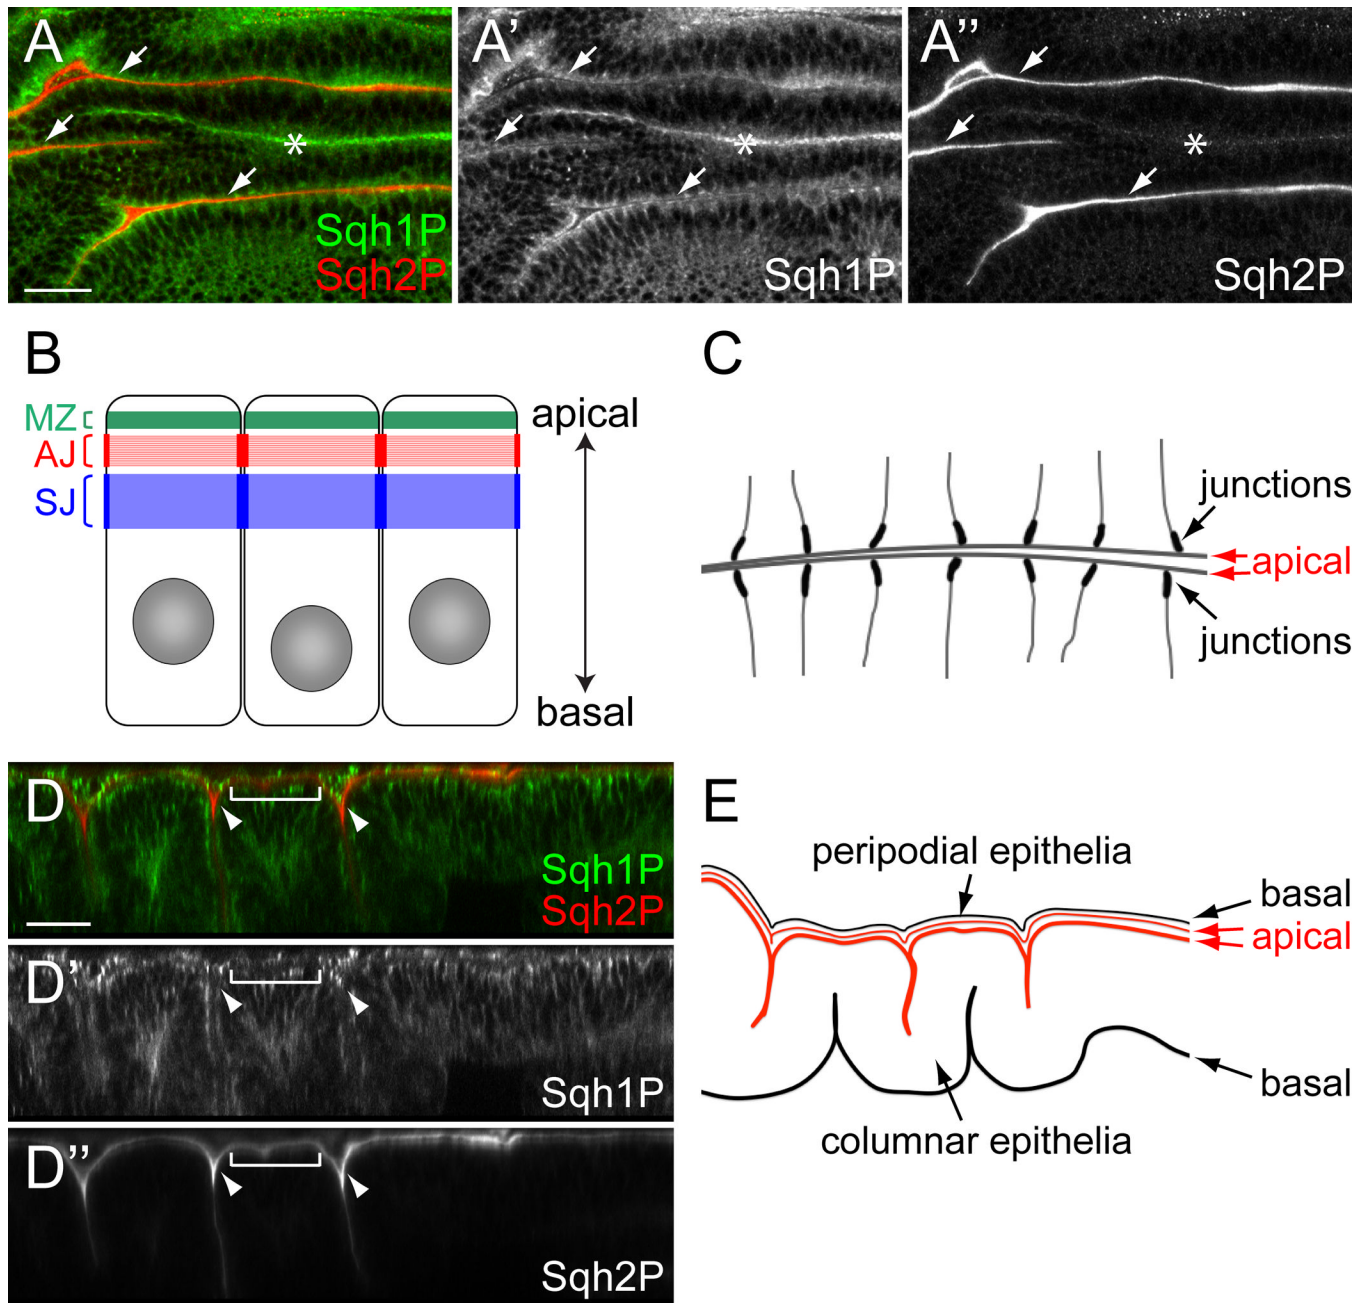 A
Sqh1P
Sqh2P
A'
*
Sqh1P
A''
*
Sqh2P
*
B
MZ
AJ
SJ
apical
basal
C
junctions
apical
junctions
D
Sqh1P
Sqh2P
D'
Sqh1P
D''
Sqh2P
E
peripodial epithelia
basal
apical
basal
columnar epithelia